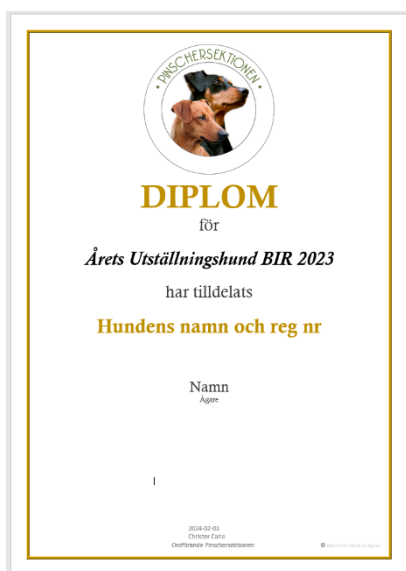 • PINSCHERSEKTIONEN •
DIPLOM
för
Årets Utställningshund BIR 2023
har tilldelats
Hundens namn och reg nr
Namn
Ägare
2024-02-01
Christer Carle
Ordförande Pinschersektionen
©